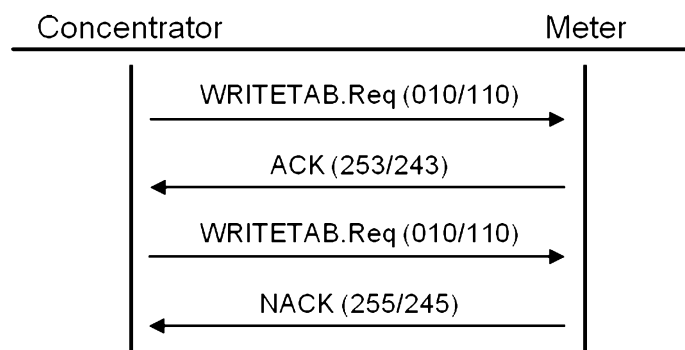 Concentrator Meter
WRITETAB.Req (010/110)
ACK (253/243)
WRITETAB.Req (010/110)
NACK (255/245)